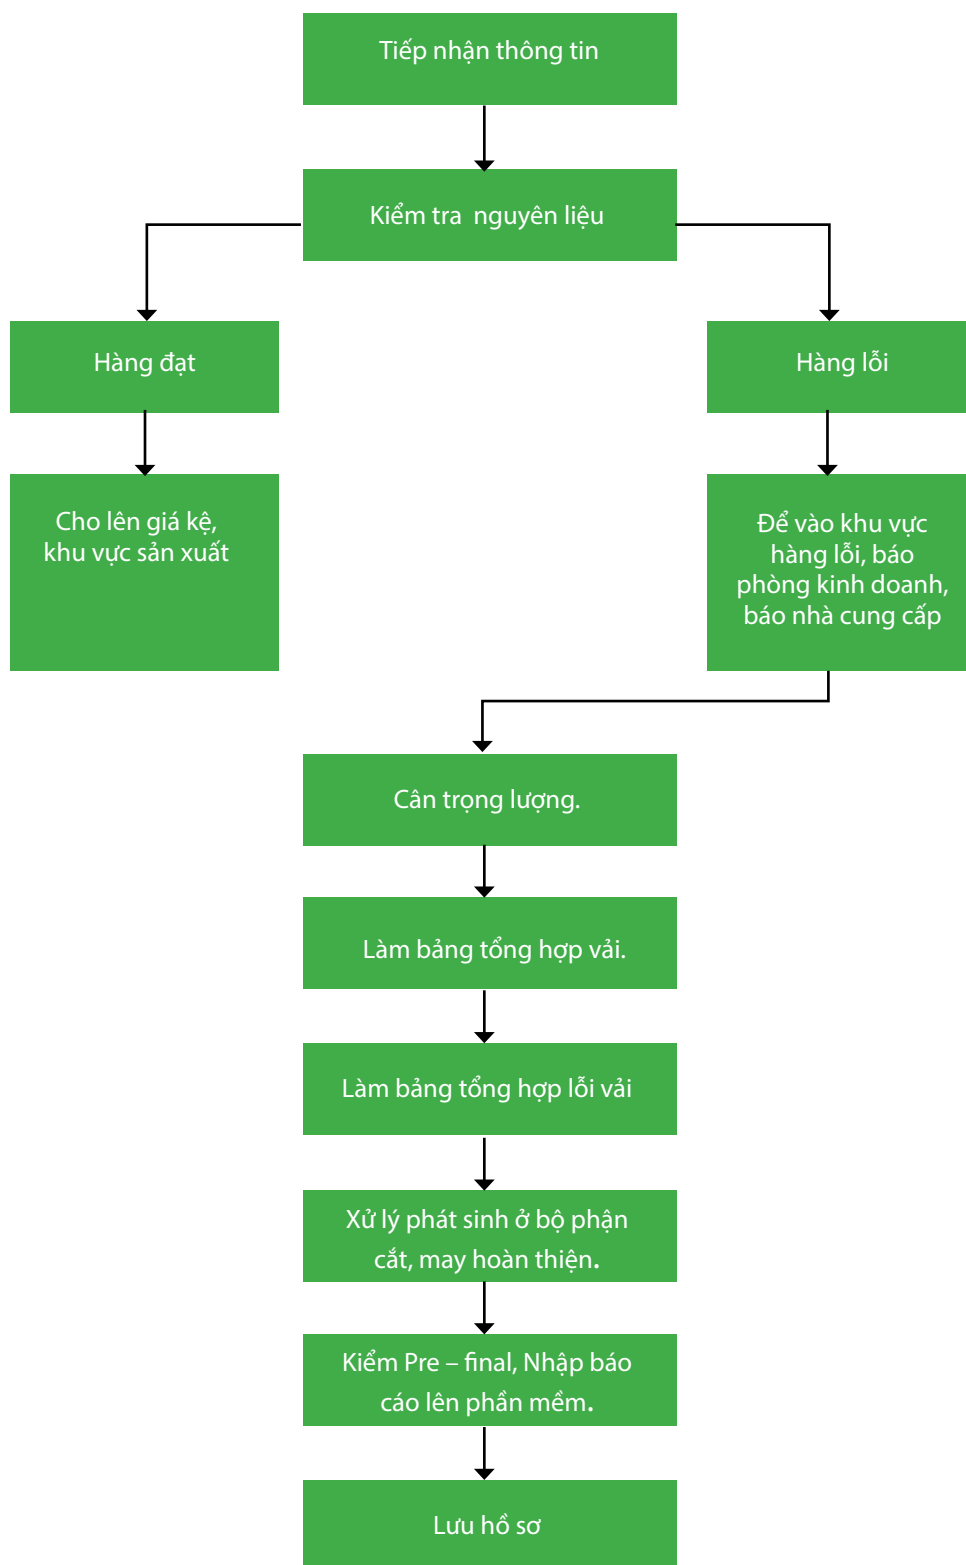 Tiếp nhận thông tin
Kiểm tra nguyên liệu
Hàng đạt
Hàng lỗi
Cho lên giá kệ,
khu vực sản xuất
Để vào khu vực
hàng lỗi, báo
phòng kinh doanh,
báo nhà cung cấp
Cân trọng lượng.
Làm bảng tổng hợp vải.
Làm bảng tổng hợp lỗi vải
Xử lý phát sinh ở bộ phận
cắt, may hoàn thiện.
Kiểm Pre – final, Nhập báo
cáo lên phần mềm.
Lưu hồ sơ